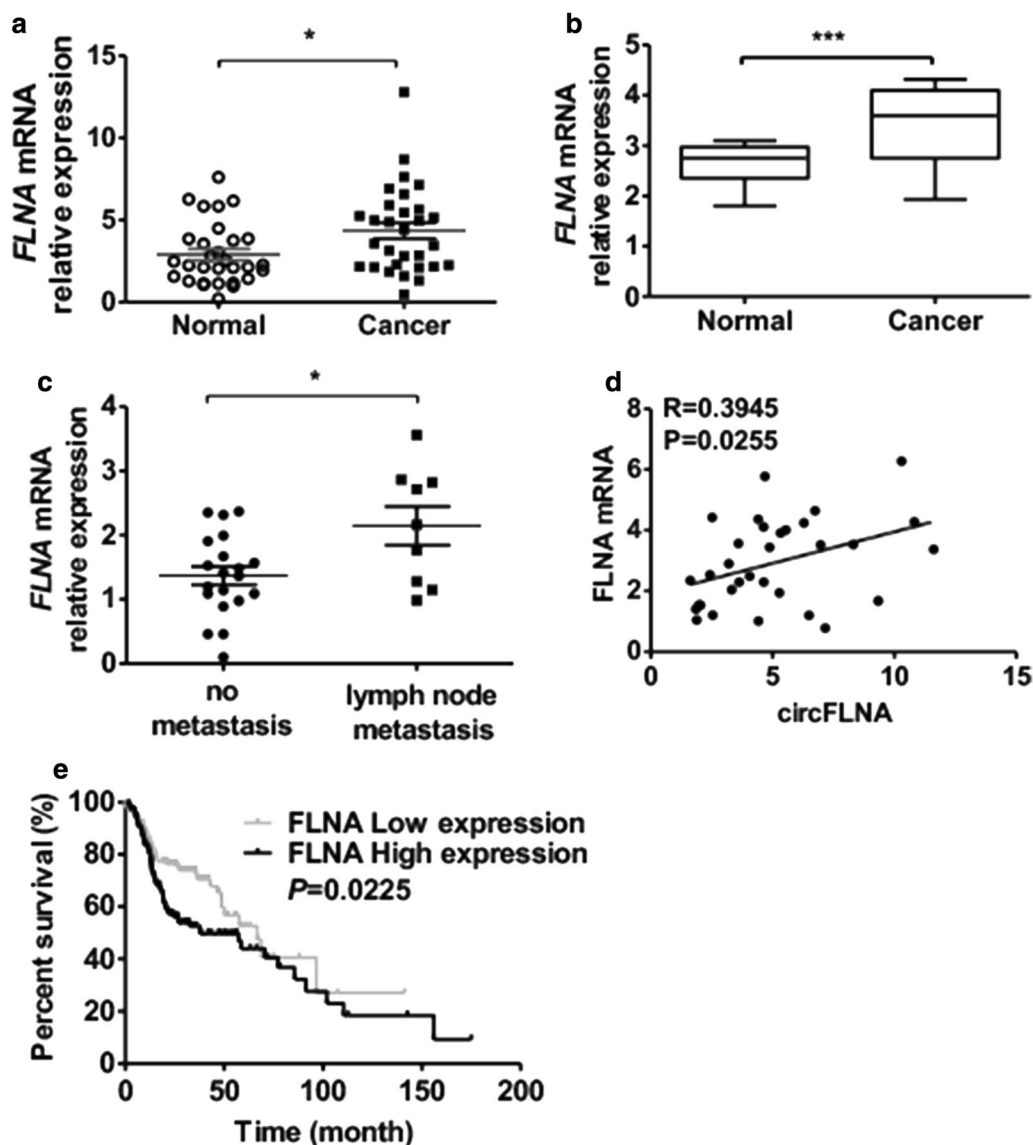 a
*
FLNA mRNA
relative expression
15
10
5
0
Normal
Cancer
b
***
FLNA mRNA
relative expression
5
4
3
2
1
0
Normal
Cancer
c
*
FLNA mRNA
relative expression
4
3
2
1
0
no
metastasis
lymph node
metastasis
d
R=0.3945
P=0.0255
FLNA mRNA
8
6
4
2
0
0
5
10
15
circFLNA
e
Percent survival (%)
100
80
60
40
20
0
FLNA Low expression
FLNA High expression
P=0.0225
0
50
100
150
200
Time (month)